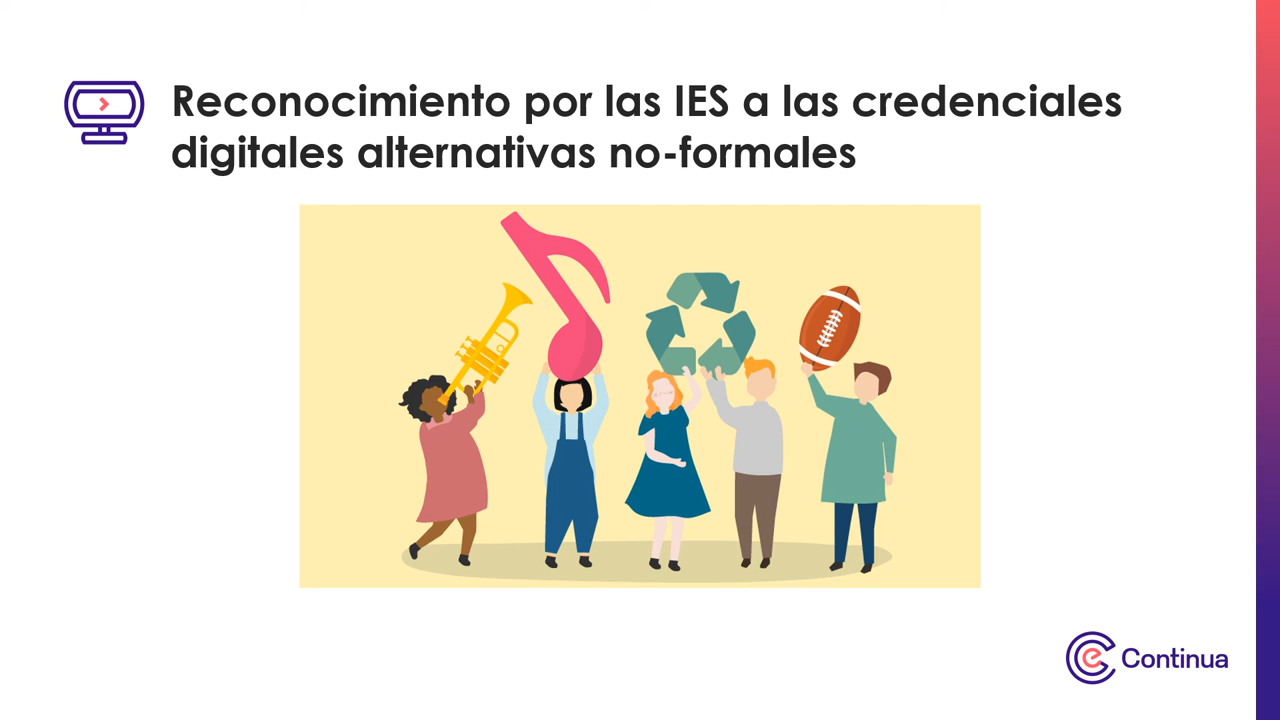 Reconocimiento por las IES a las credenciales
digitales alternativas no-formales
e Continua